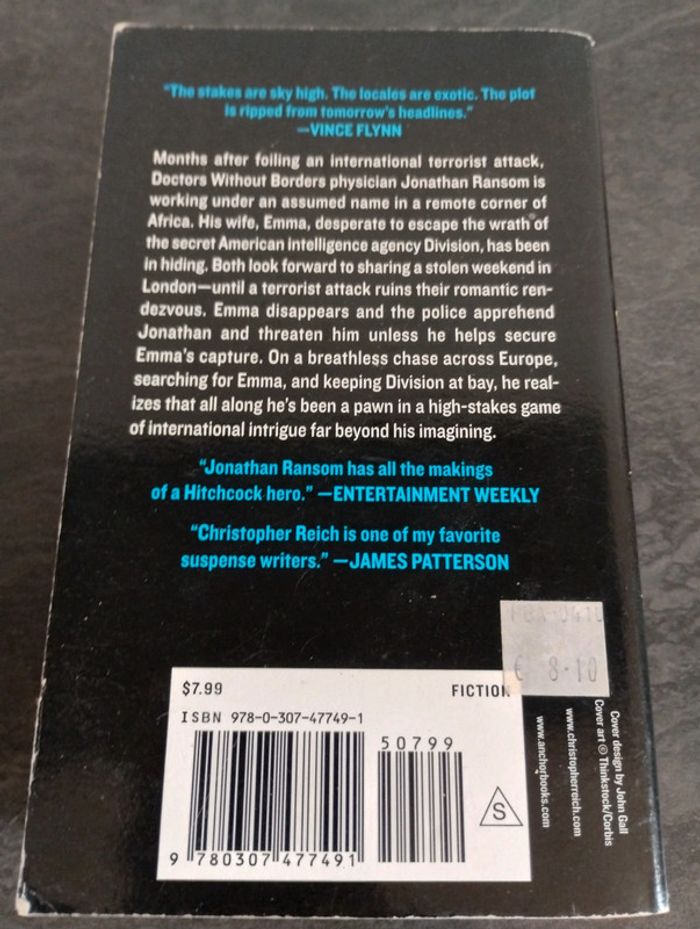 "The stakes are sky high. The locales are exotic. The plot
is ripped from tomorrow's headlines."
—VINCE FLYNN
Months after foiling an international terrorist attack,
Doctors Without Borders physician Jonathan Ransom is
working under an assumed name in a remote corner of
Africa. His wife, Emma, desperate to escape the wrath of
the secret American intelligence agency Division, has been
in hiding. Both look forward to sharing a stolen weekend in
London—until a terrorist attack ruins their romantic ren-
dezvous. Emma disappears and the police apprehend
Jonathan and threaten him unless he helps secure
Emma's capture. On a breathless chase across Europe,
searching for Emma, and keeping Division at bay, he real-
izes that all along he's been a pawn in a high-stakes game
of international intrigue far beyond his imagining.
"Jonathan Ransom has all the makings
of a Hitchcock hero." —ENTERTAINMENT WEEKLY
"Christopher Reich is one of my favorite
suspense writers." —JAMES PATTERSON
€ 8-10
$7.99 FICTION
ISBN 978-0-307-47749-1
50799
9 780307 477491
S
www.anchorbooks.com
www.christopherreich.com
Cover art © Thinkstock/Corbis
Cover design by John Gall